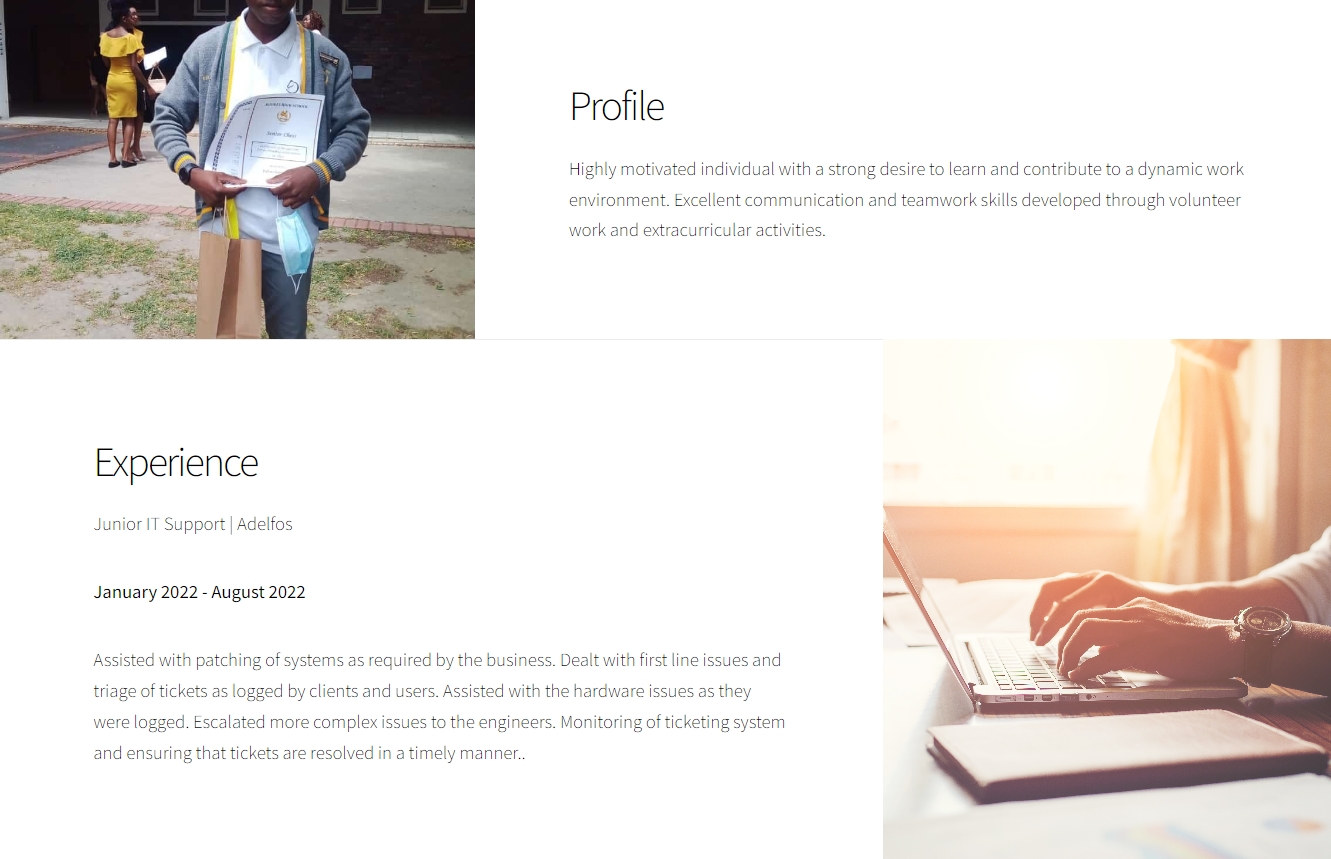 Profile
Highly motivated individual with a strong desire to learn and contribute to a dynamic work
environment. Excellent communication and teamwork skills developed through volunteer
work and extracurricular activities.
Experience
Junior IT Support | Adelfos
January 2022 - August 2022
Assisted with patching of systems as required by the business. Dealt with first line issues and
triage of tickets as logged by clients and users. Assisted with the hardware issues as they
were logged. Escalated more complex issues to the engineers. Monitoring of ticketing system
and ensuring that tickets are resolved in a timely manner..